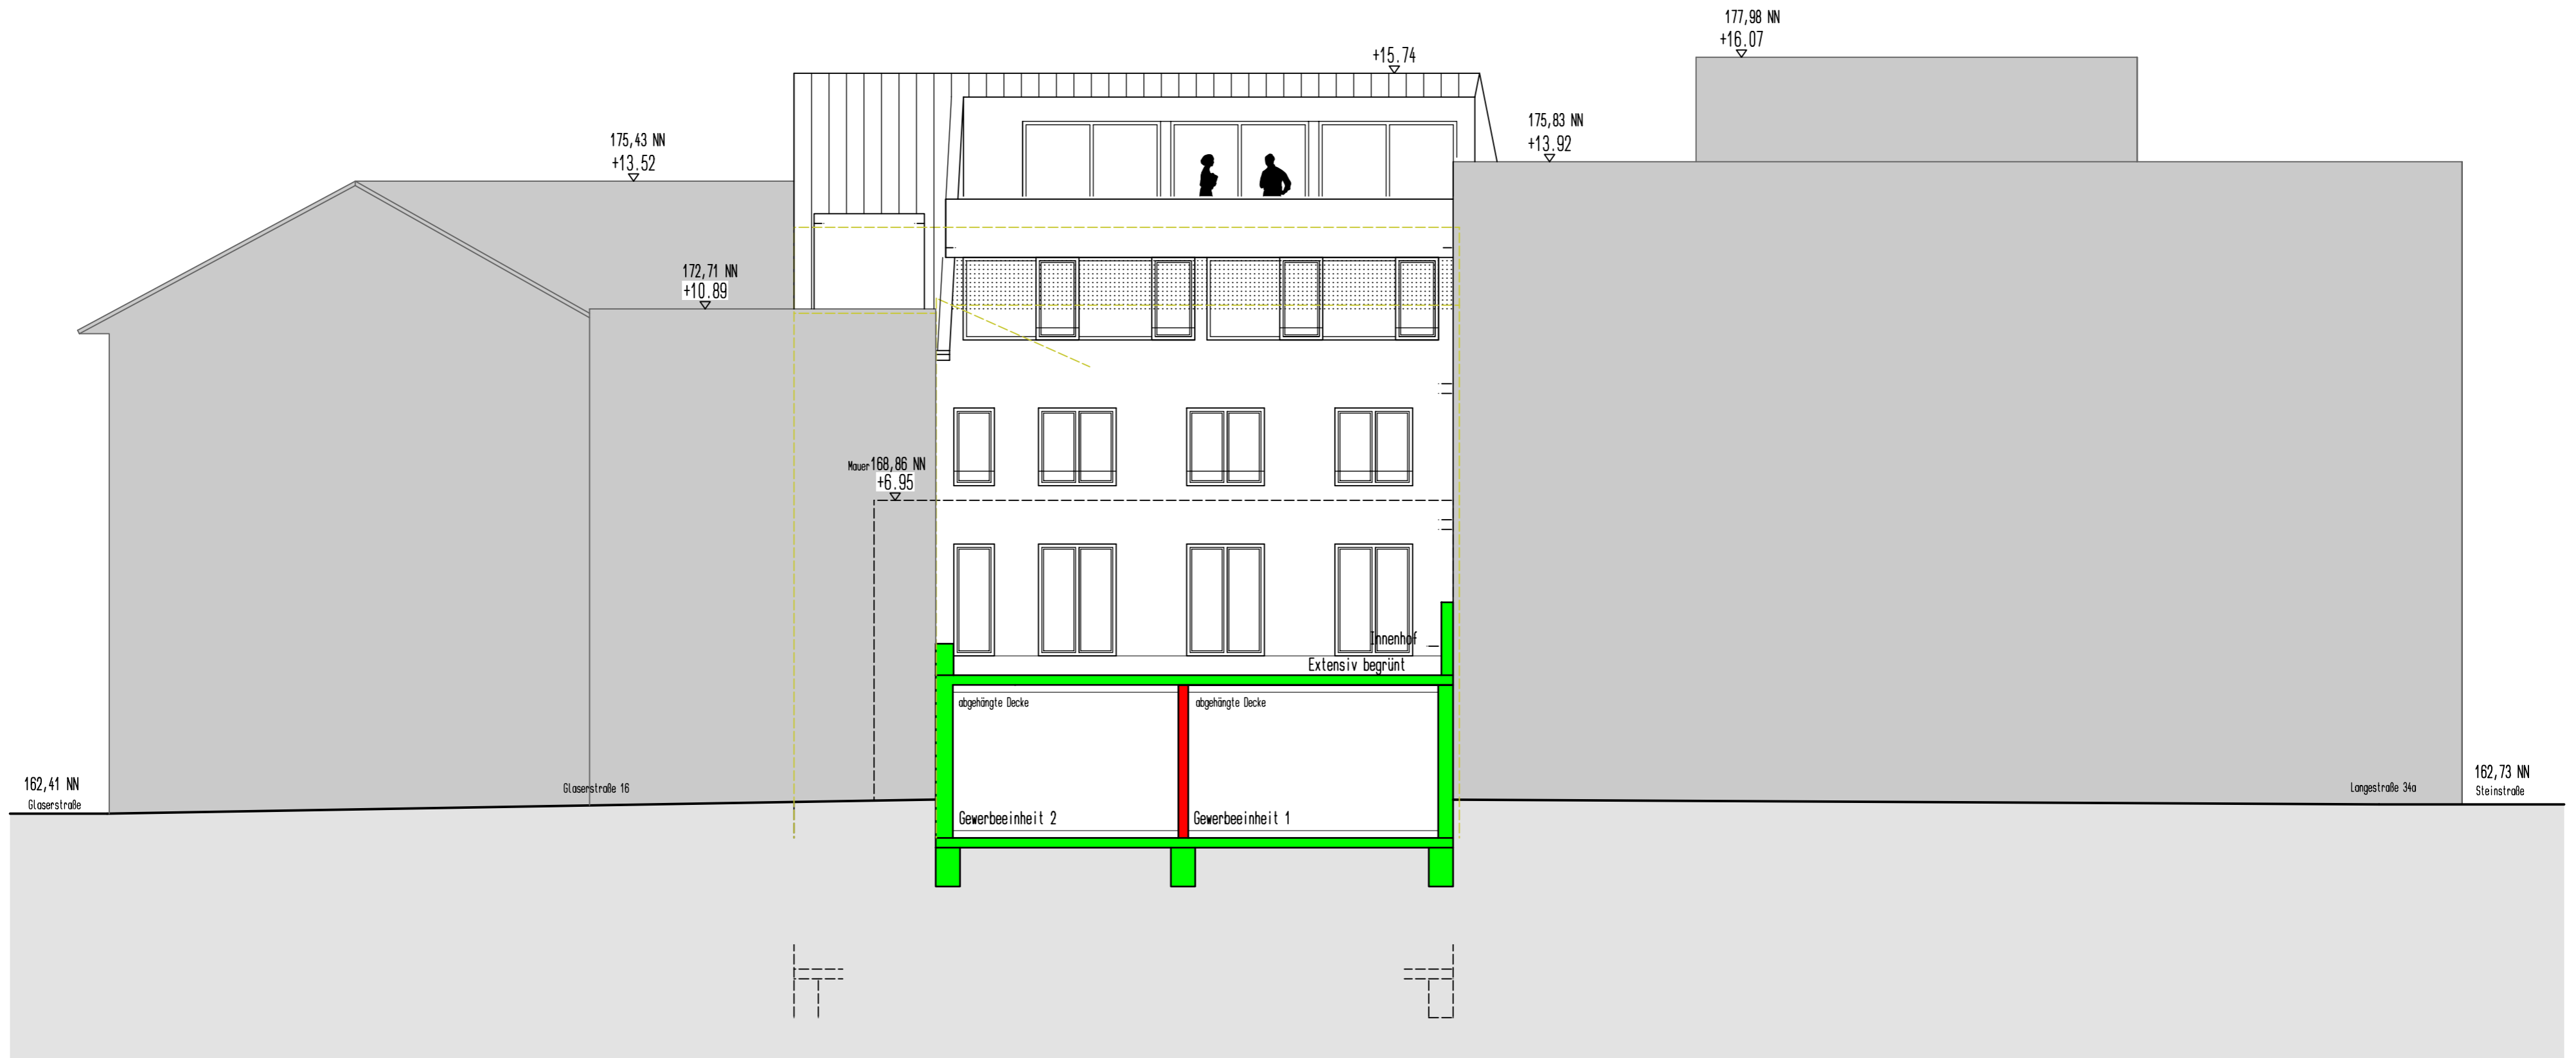 177,98 NN
+16.07
+15.74
175,83 NN
+13.92
175,43 NN
+13.52
172,71 NN
+10.89
Mauer 168,86 NN
+6.95
Innenhof
Extensiv begrünt
abgehängte Decke
abgehängte Decke
Gewerbeeinheit 2
Gewerbeeinheit 1
162,41 NN
Glaserstraße
Glaserstraße 16
Langestraße 34a
162,73 NN
Steinstraße